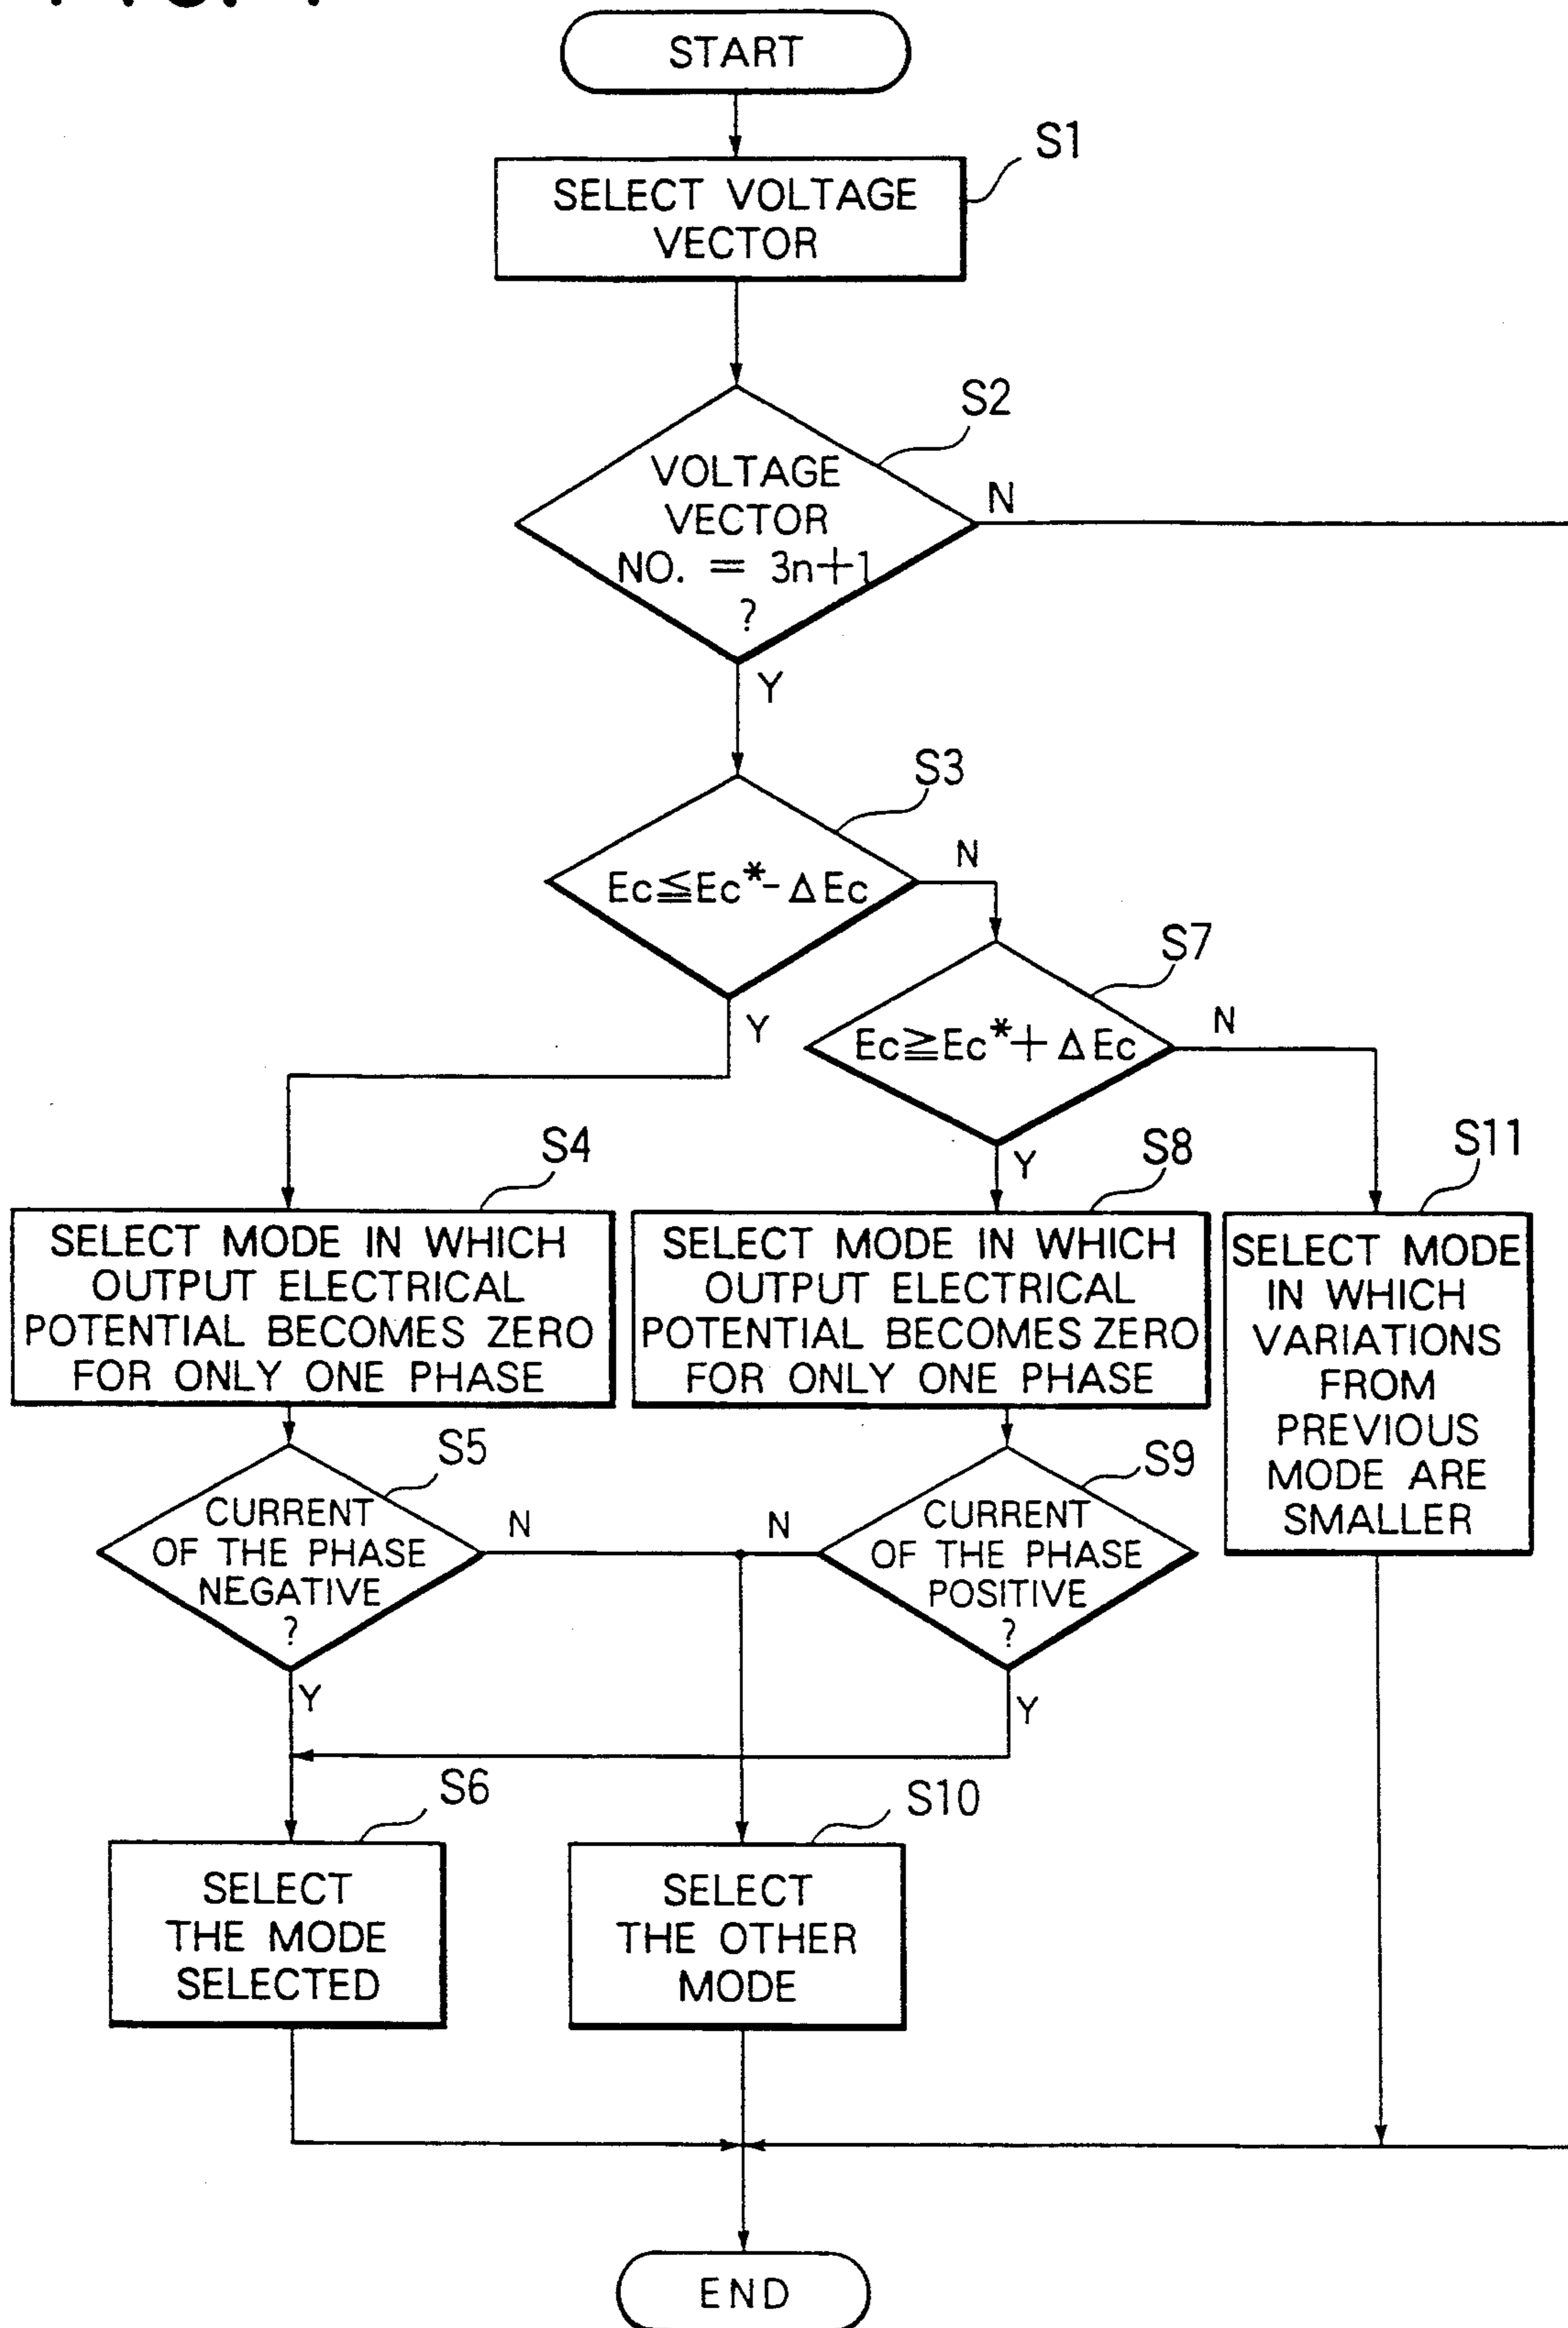 START
S1
SELECT VOLTAGE
VECTOR
S2
VOLTAGE
VECTOR
NO. = 3n+1
?
N
Y
S3
Ec≦Ec*-ΔEc
N
Y
S7
Ec≧Ec*+ΔEc
N
Y
S4
SELECT MODE IN WHICH
OUTPUT ELECTRICAL
POTENTIAL BECOMES ZERO
FOR ONLY ONE PHASE
S8
SELECT MODE IN WHICH
OUTPUT ELECTRICAL
POTENTIAL BECOMES ZERO
FOR ONLY ONE PHASE
S11
SELECT MODE
IN WHICH
VARIATIONS
FROM
PREVIOUS
MODE ARE
SMALLER
S5
CURRENT
OF THE PHASE
NEGATIVE
?
N
Y
S9
CURRENT
OF THE PHASE
POSITIVE
?
N
Y
S6
SELECT
THE MODE
SELECTED
S10
SELECT
THE OTHER
MODE
END